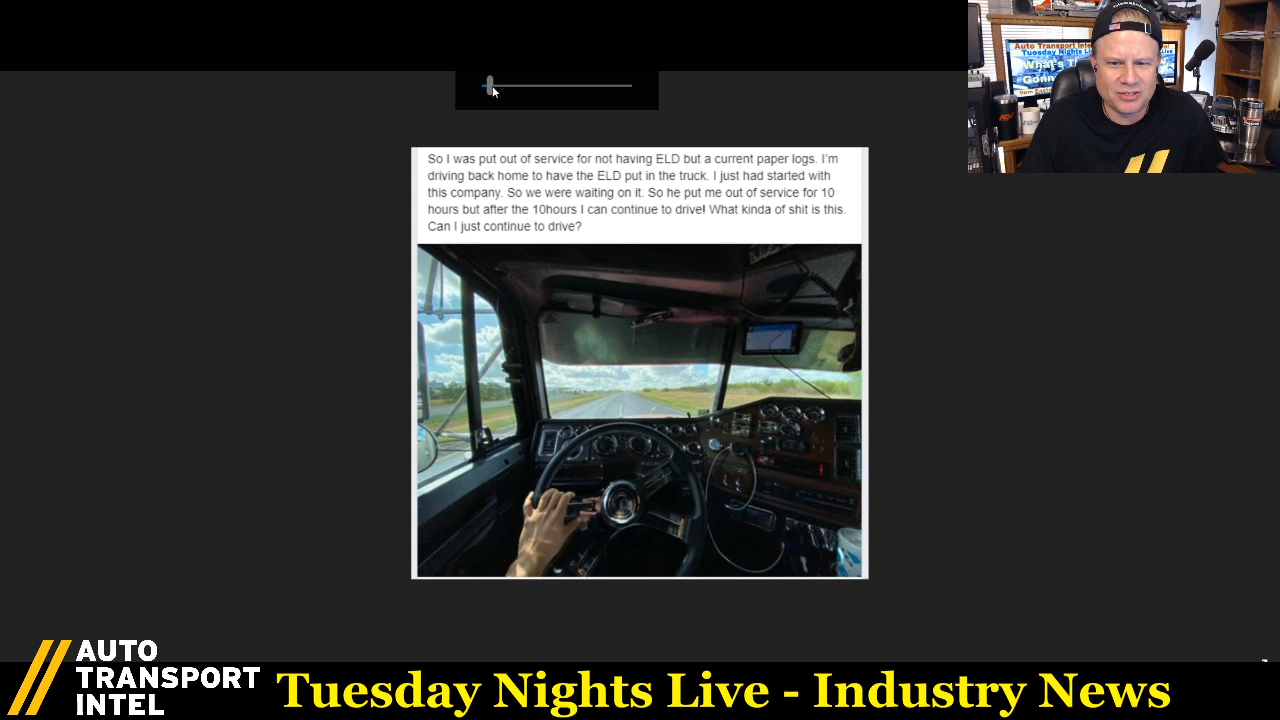 Auto Transport Intel
Tuesday Nights Live
What's Th
Gonn
So I was put out of service for not having ELD but a current paper logs. I'm
driving back home to have the ELD put in the truck. I just had started with
this company. So we were waiting on it. So he put me out of service for 10
hours but after the 10hours I can continue to drive! What kinda of shit is this.
Can I just continue to drive?
AUTO
TRANSPORT
INTEL
Tuesday Nights Live - Industry News